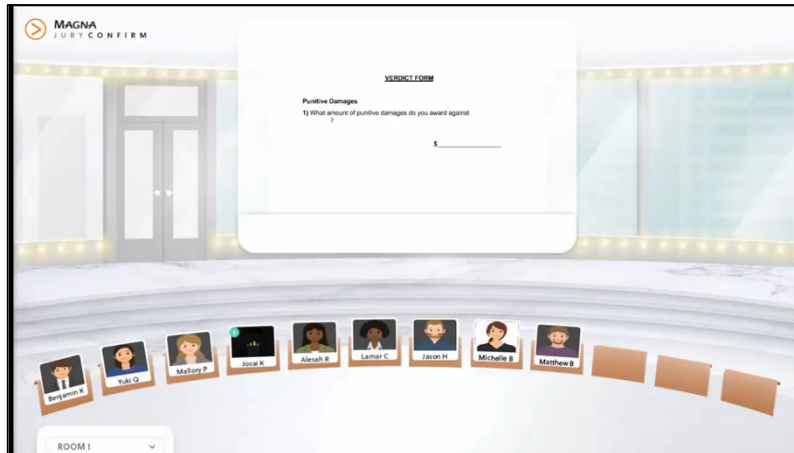 MAGNA
JURY CONFIRM
VERDICT FORM
Punitive Damages
1) What amount of punitive damages do you award against
?
$
Benjamin K
Yuki Q
Mallory P
Josai K
Alesah R
Lamar C
Jason H
Michelle B
Matthew B
ROOM 1